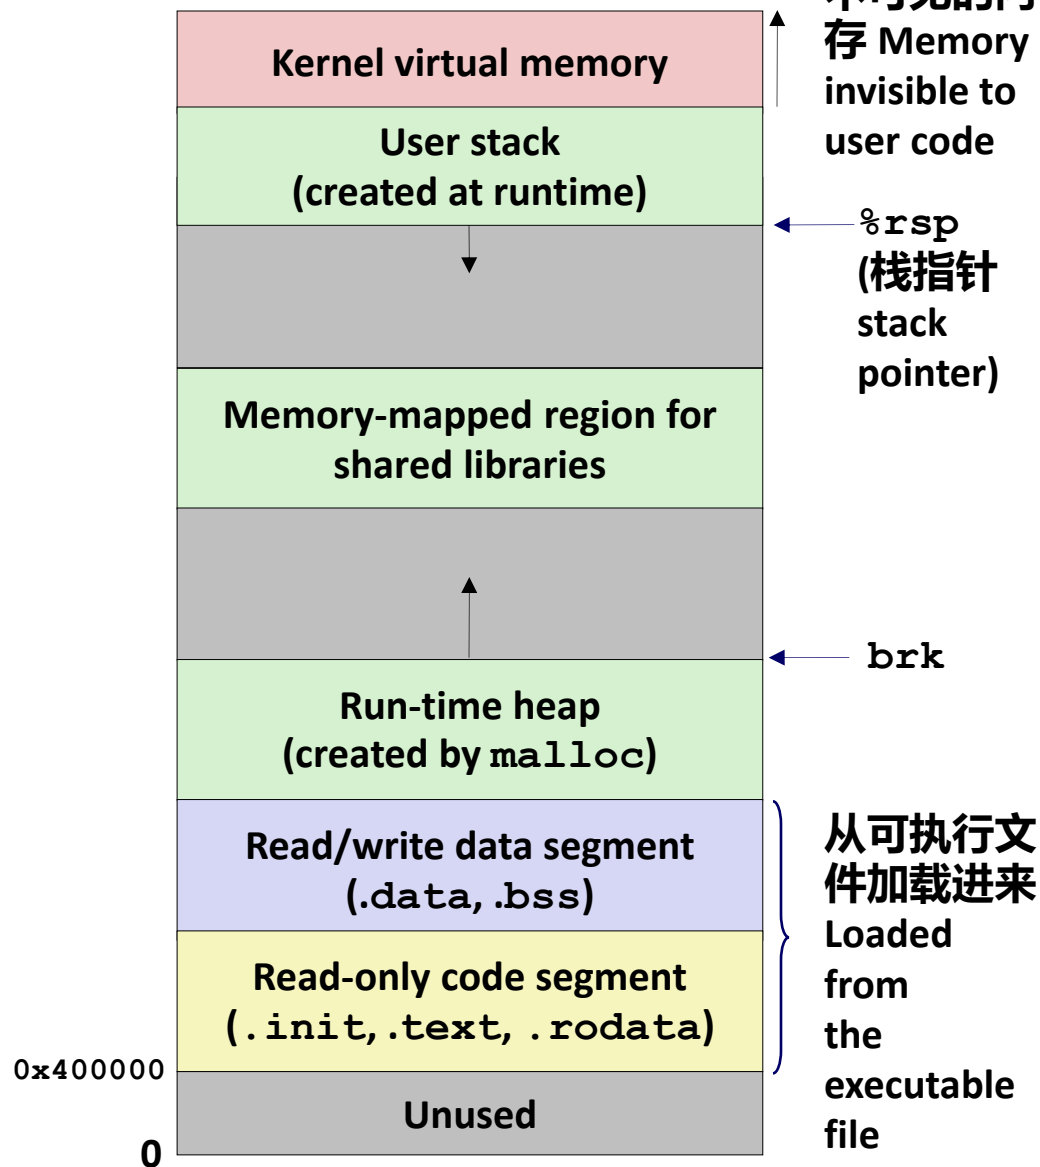 存 Memory
invisible to
user code
Kernel virtual memory
User stack
(created at runtime)
%rsp
(栈指针
stack
pointer)
Memory-mapped region for
shared libraries
brk
Run-time heap
(created by malloc)
Read/write data segment
(.data, .bss)
从可执行文
件加载进来
Loaded
from
the
executable
file
Read-only code segment
(.init, .text, .rodata)
0x400000
Unused
0